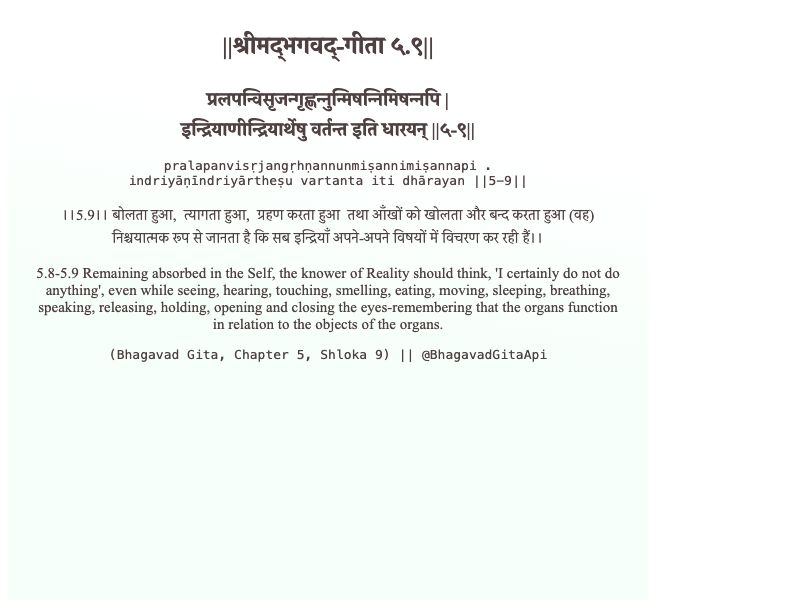 ||श्रीमद्‍भगवद्‍-गीता ५.९||
प्रलपन्विसृजन्गृह्णन्नुन्मिषन्निमिषन्नपि |
इन्द्रियाणीन्द्रियार्थेषु वर्तन्त इति धारयन् ||५-९||
pralapanvisṛjangṛhṇannunmiṣannimiṣannapi .
indriyāṇīndriyārtheṣu vartanta iti dhārayan ||5-9||
।।5.9।। बोलता हुआ, त्यागता हुआ, ग्रहण करता हुआ तथा आँखों को खोलता और बन्द करता हुआ (वह)
निश्चयात्मक रूप से जानता है कि सब इन्द्रियाँ अपने-अपने विषयों में विचरण कर रही हैं।।
5.8-5.9 Remaining absorbed in the Self, the knower of Reality should think, 'I certainly do not do
anything', even while seeing, hearing, touching, smelling, eating, moving, sleeping, breathing,
speaking, releasing, holding, opening and closing the eyes-remembering that the organs function
in relation to the objects of the organs.
(Bhagavad Gita, Chapter 5, Shloka 9) || @BhagavadGitaApi